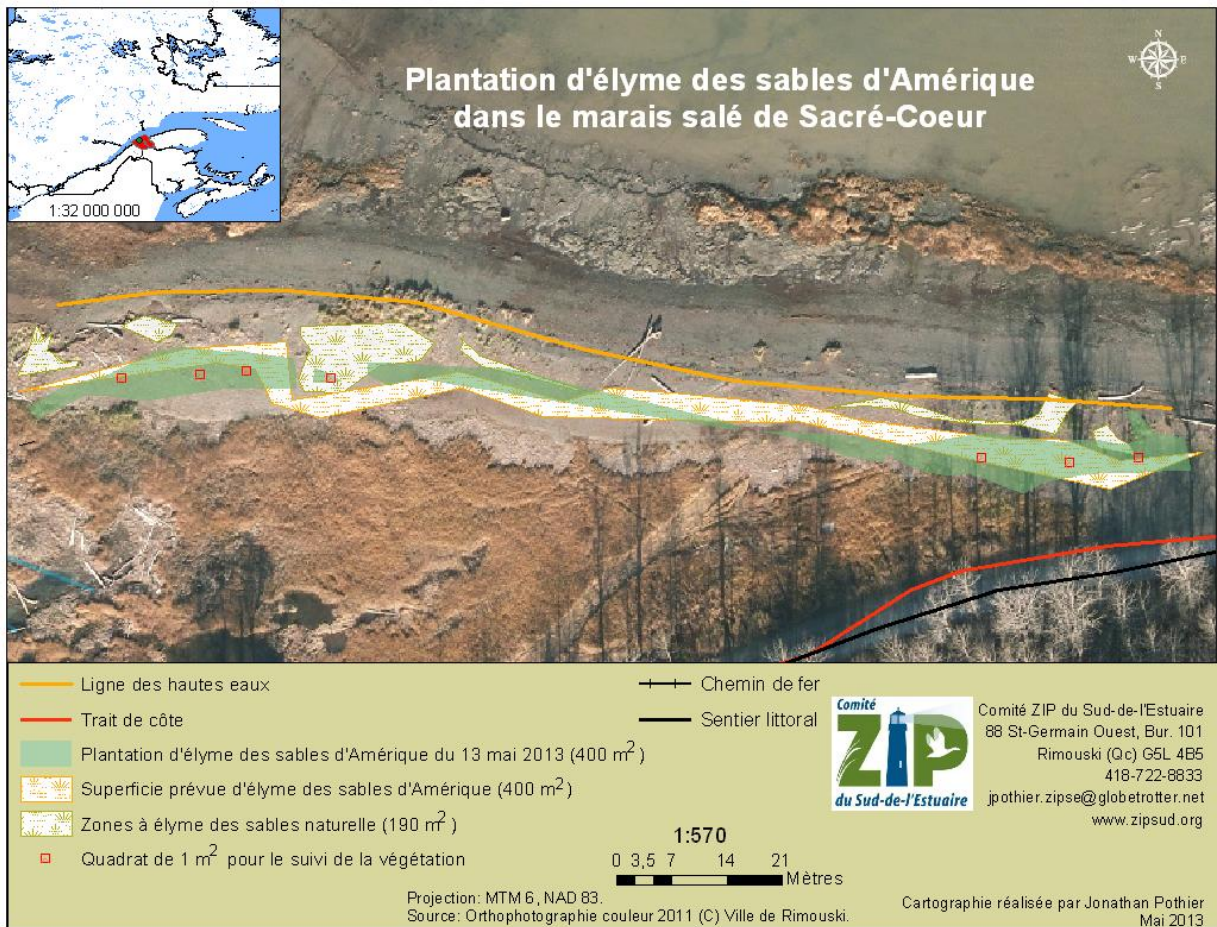 Plantation d'élyme des sables d'Amérique
dans le marais salé de Sacré-Coeur
N
W E
S
1:32 000 000
Ligne des hautes eaux
Trait de côte
Plantation d'élyme des sables d'Amérique du 13 mai 2013 (400 m²)
Superficie prévue d'élyme des sables d'Amérique (400 m²)
Zones à élyme des sables naturelle (190 m²)
Quadrat de 1 m² pour le suivi de la végétation
Chemin de fer
Sentier littoral
Comité
ZIP
du Sud-de-l'Estuaire
Comité ZIP du Sud-de-l'Estuaire
88 St-Germain Ouest, Bur. 101
Rimouski (Qc) G5L 4B5
418-722-8833
jpothier.zipse@globetrotter.net
www.zipsud.org
1:570
0 3,5 7 14 21
Mètres
Projection: MTM 6, NAD 83.
Source: Orthophotographie couleur 2011 (C) Ville de Rimouski.
Cartographie réalisée par Jonathan Pothier
Mai 2013